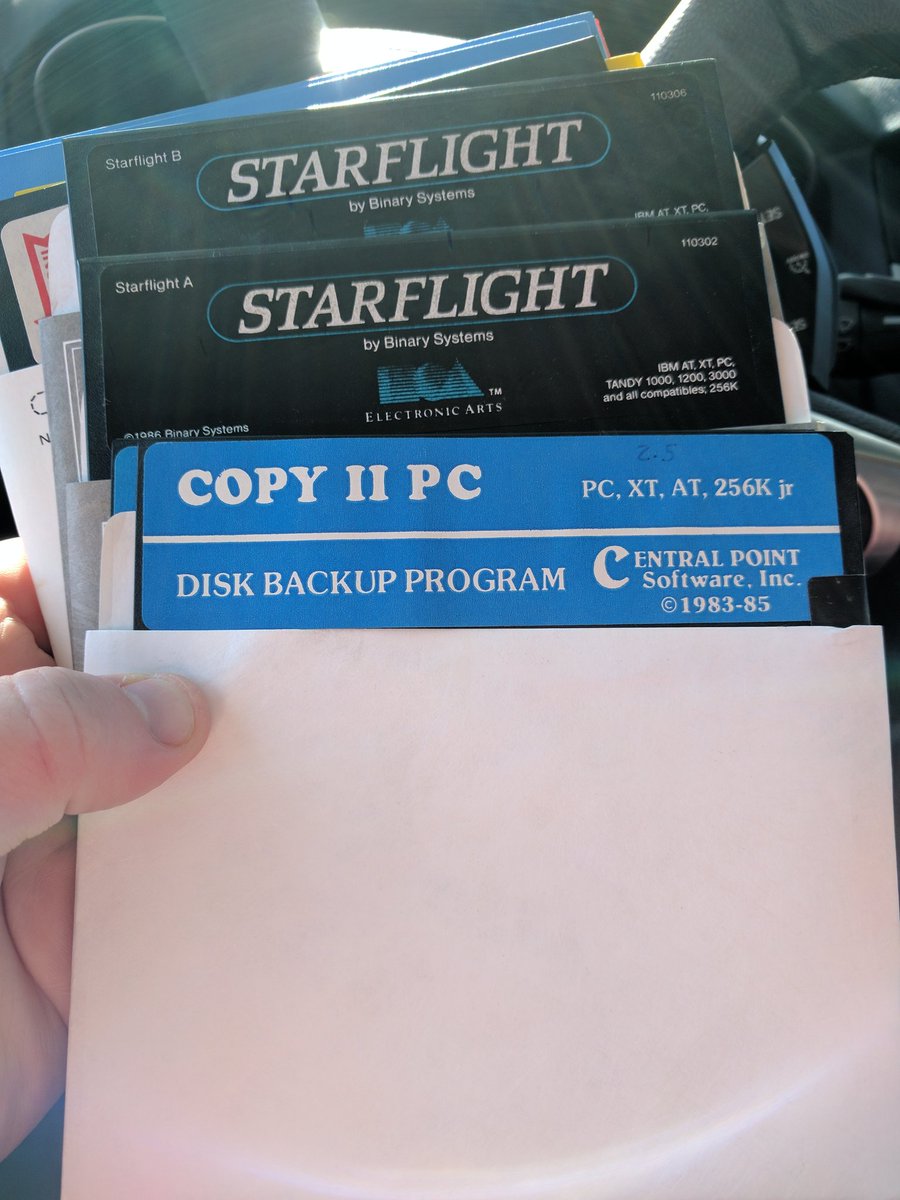 110306
Starflight B
STARFLIGHT
by Binary Systems
IBM AT, XT, PC,
110302
Starflight A
STARFLIGHT
by Binary Systems
IBM AT, XT, PC,
TANDY 1000, 1200, 3000
and all compatibles; 256K
TM
ELECTRONIC ARTS
©1986 Binary Systems
2.5
COPY II PC
PC, XT, AT, 256K jr
DISK BACKUP PROGRAM
CENTRAL POINT
Software, Inc.
©1983-85
SET
N